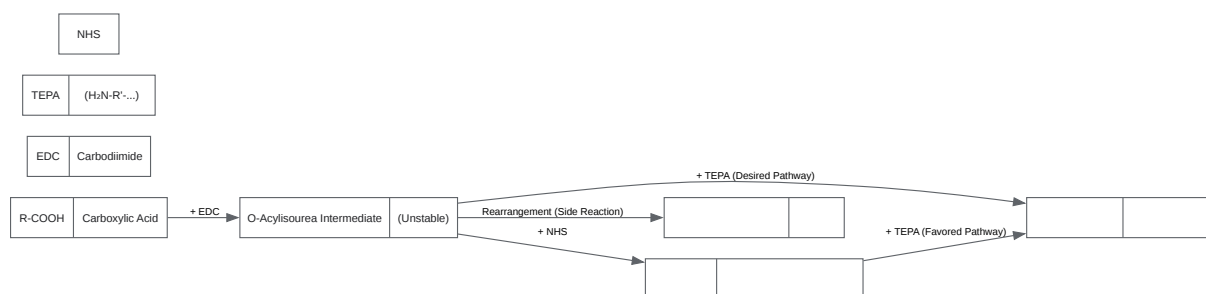 NHS
TEPA (H₂N-R'-...)
EDC Carbodiimide
+ TEPA (Desired Pathway)
R-COOH Carboxylic Acid + EDC O-Acylisourea Intermediate (Unstable) Rearrangement (Side Reaction)
+ NHS + TEPA (Favored Pathway)